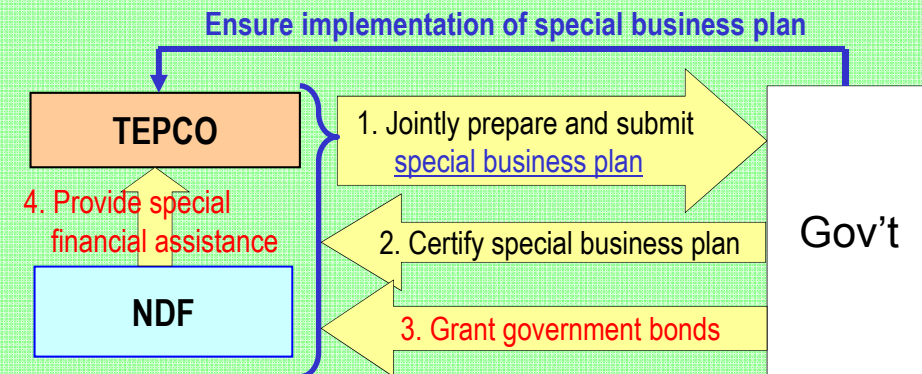 Ensure implementation of special business plan
TEPCO
1. Jointly prepare and submit
special business plan
4. Provide special
financial assistance
2. Certify special business plan
Gov't
NDF
3. Grant government bonds